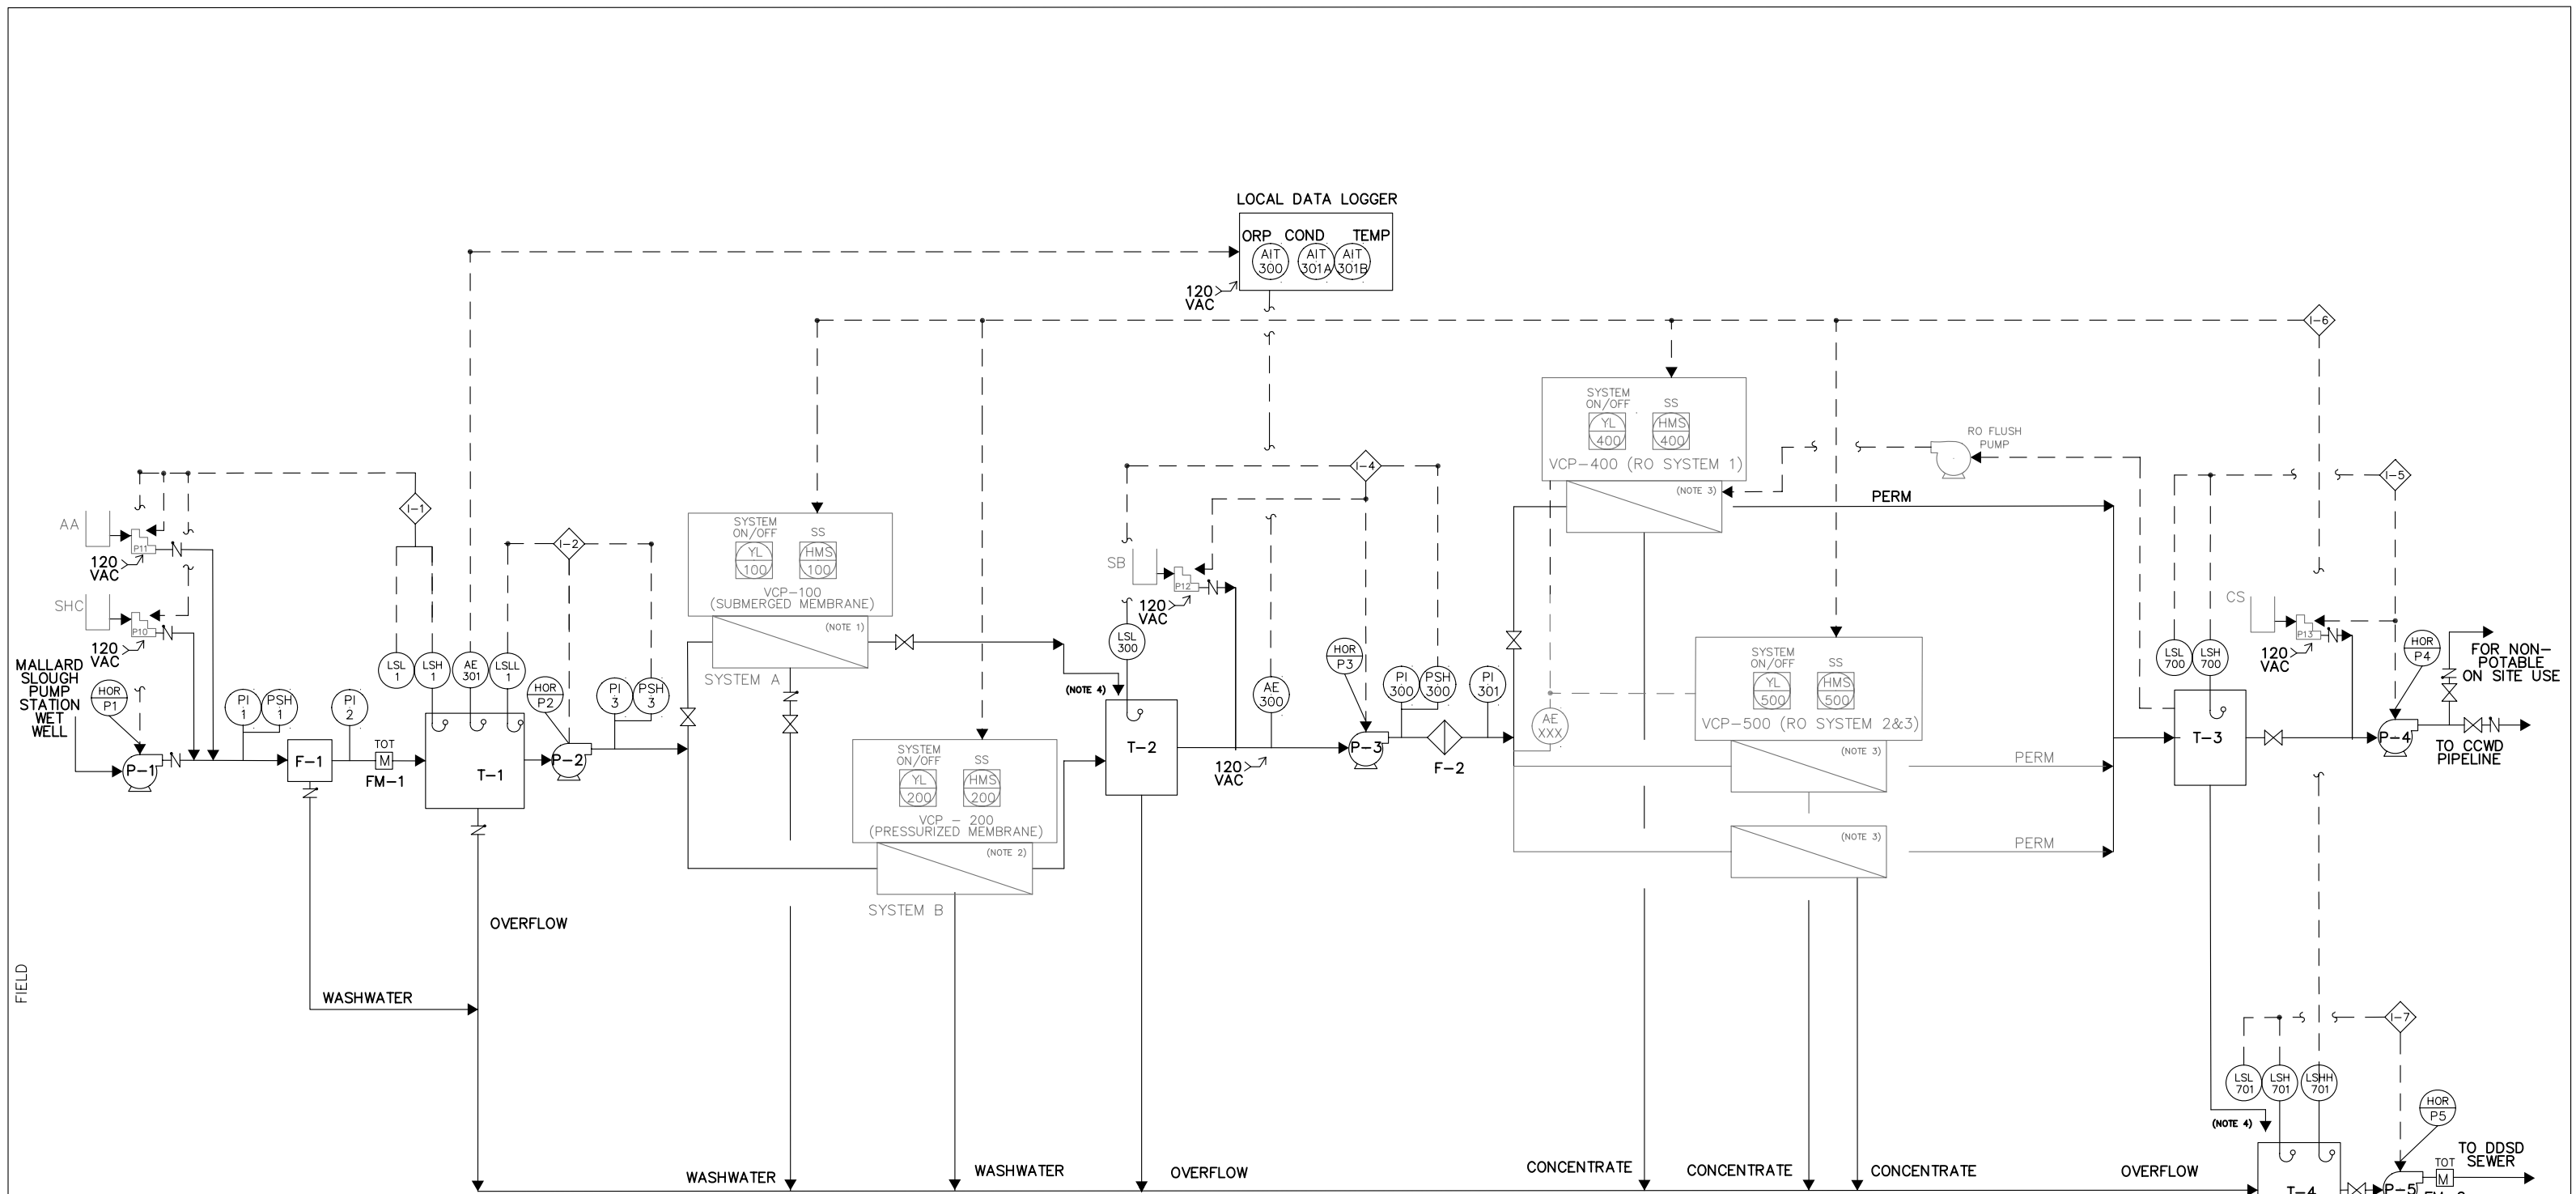 LOCAL DATA LOGGER
ORP COND TEMP
AIT
300
AIT
301A
AIT
301B
120
VAC
I-6
SYSTEM
ON/OFF
SS
YL
400
HMS
400
VCP-400 (RO SYSTEM 1)
(NOTE 3)
PERM
RO FLUSH
PUMP
I-4
I-5
I-1
I-2
AA
P11
120
VAC
SHC
P10
120
VAC
MALLARD
SLOUGH
PUMP
STATION
WET
WELL
HOR
P1
P-1
PI
1
PSH
1
PI
2
F-1
TOT
M
FM-1
LSL
1
LSH
1
AE
301
LSLL
1
T-1
HOR
P2
P-2
PI
3
PSH
3
SYSTEM
ON/OFF
SS
YL
100
HMS
100
VCP-100
(SUBMERGED MEMBRANE)
(NOTE 1)
SYSTEM A
SYSTEM
ON/OFF
SS
YL
200
HMS
200
VCP - 200
(PRESSURIZED MEMBRANE)
(NOTE 2)
SYSTEM B
SB
P12
120
VAC
LSL
300
(NOTE 4)
T-2
AE
300
120
VAC
HOR
P3
P-3
PI
300
PSH
300
PI
301
F-2
AE
XXX
SYSTEM
ON/OFF
SS
YL
500
HMS
500
VCP-500 (RO SYSTEM 2&3)
(NOTE 3)
PERM
(NOTE 3)
PERM
LSL
700
LSH
700
T-3
CS
P13
120
VAC
HOR
P4
P-4
FOR NON-
POTABLE
ON SITE USE
TO CCWD
PIPELINE
OVERFLOW
FIELD
WASHWATER
I-7
LSL
701
LSH
701
LSHH
701
HOR
P5
(NOTE 4)
TO DDSD
SEWER
WASHWATER
WASHWATER
OVERFLOW
CONCENTRATE
CONCENTRATE
CONCENTRATE
OVERFLOW
T-4
P-5
TOT
M